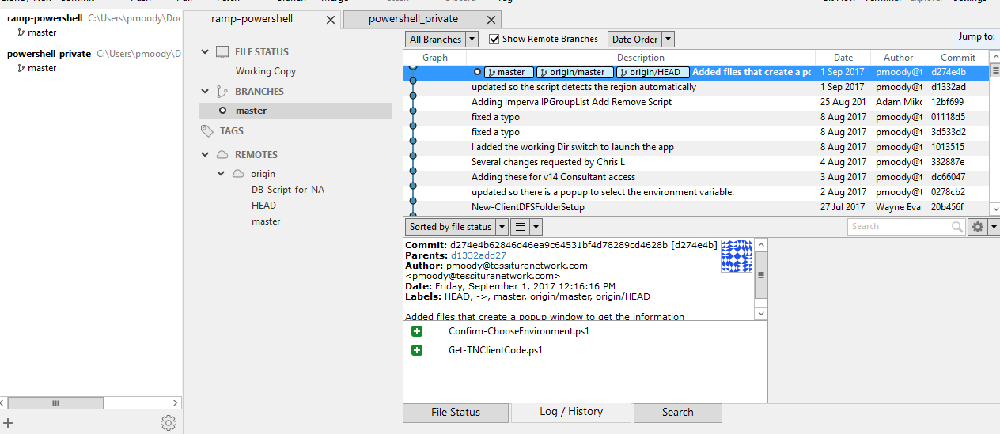 ramp-powershell C:\Users\pmoody\Doc
master
powershell_private C:\Users\pmoody\D
master
ramp-powershell
powershell_private
FILE STATUS
Working Copy
BRANCHES
master
TAGS
REMOTES
origin
DB_Script_for_NA
HEAD
master
All Branches Show Remote Branches Date Order Jump to:
Graph Description Date Author Commit
master origin/master origin/HEAD Added files that create a po 1 Sep 2017 pmoody@t d274e4b
updated so the script detects the region automatically 1 Sep 2017 pmoody@t d1332ad
Adding Imperva IPGroupList Add Remove Script 25 Aug 201 Adam Miko 12bf699
fixed a typo 8 Aug 2017 pmoody@t 01118d5
fixed a typo 8 Aug 2017 pmoody@t 3d533d2
I added the working Dir switch to launch the app 8 Aug 2017 pmoody@t 1013515
Several changes requested by Chris L 4 Aug 2017 pmoody@t 332887e
Adding these for v14 Consultant access 3 Aug 2017 pmoody@t dc66047
updated so there is a popup to select the environment variable. 2 Aug 2017 pmoody@t 0278cb2
New-ClientDFSFolderSetup 27 Jul 2017 Wayne Eva 20b456f
Sorted by file status Search
Commit: d274e4b62846d46ea9c64531bf4d78289cd4628b [d274e4b]
Parents: d1332add27
Author: pmoody@tessituranetwork.com
<pmoody@tessituranetwork.com>
Date: Friday, September 1, 2017 12:16:16 PM
Labels: HEAD, ->, master, origin/master, origin/HEAD
Added files that create a popup window to get the information
Confirm-ChooseEnvironment.ps1
Get-TNClientCode.ps1
File Status Log / History Search